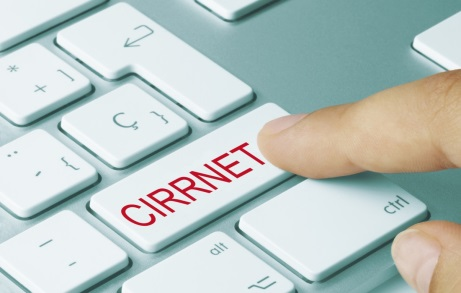 * + ]
Ç }
¨ ´ {
CIRRNET
ctrl
alt